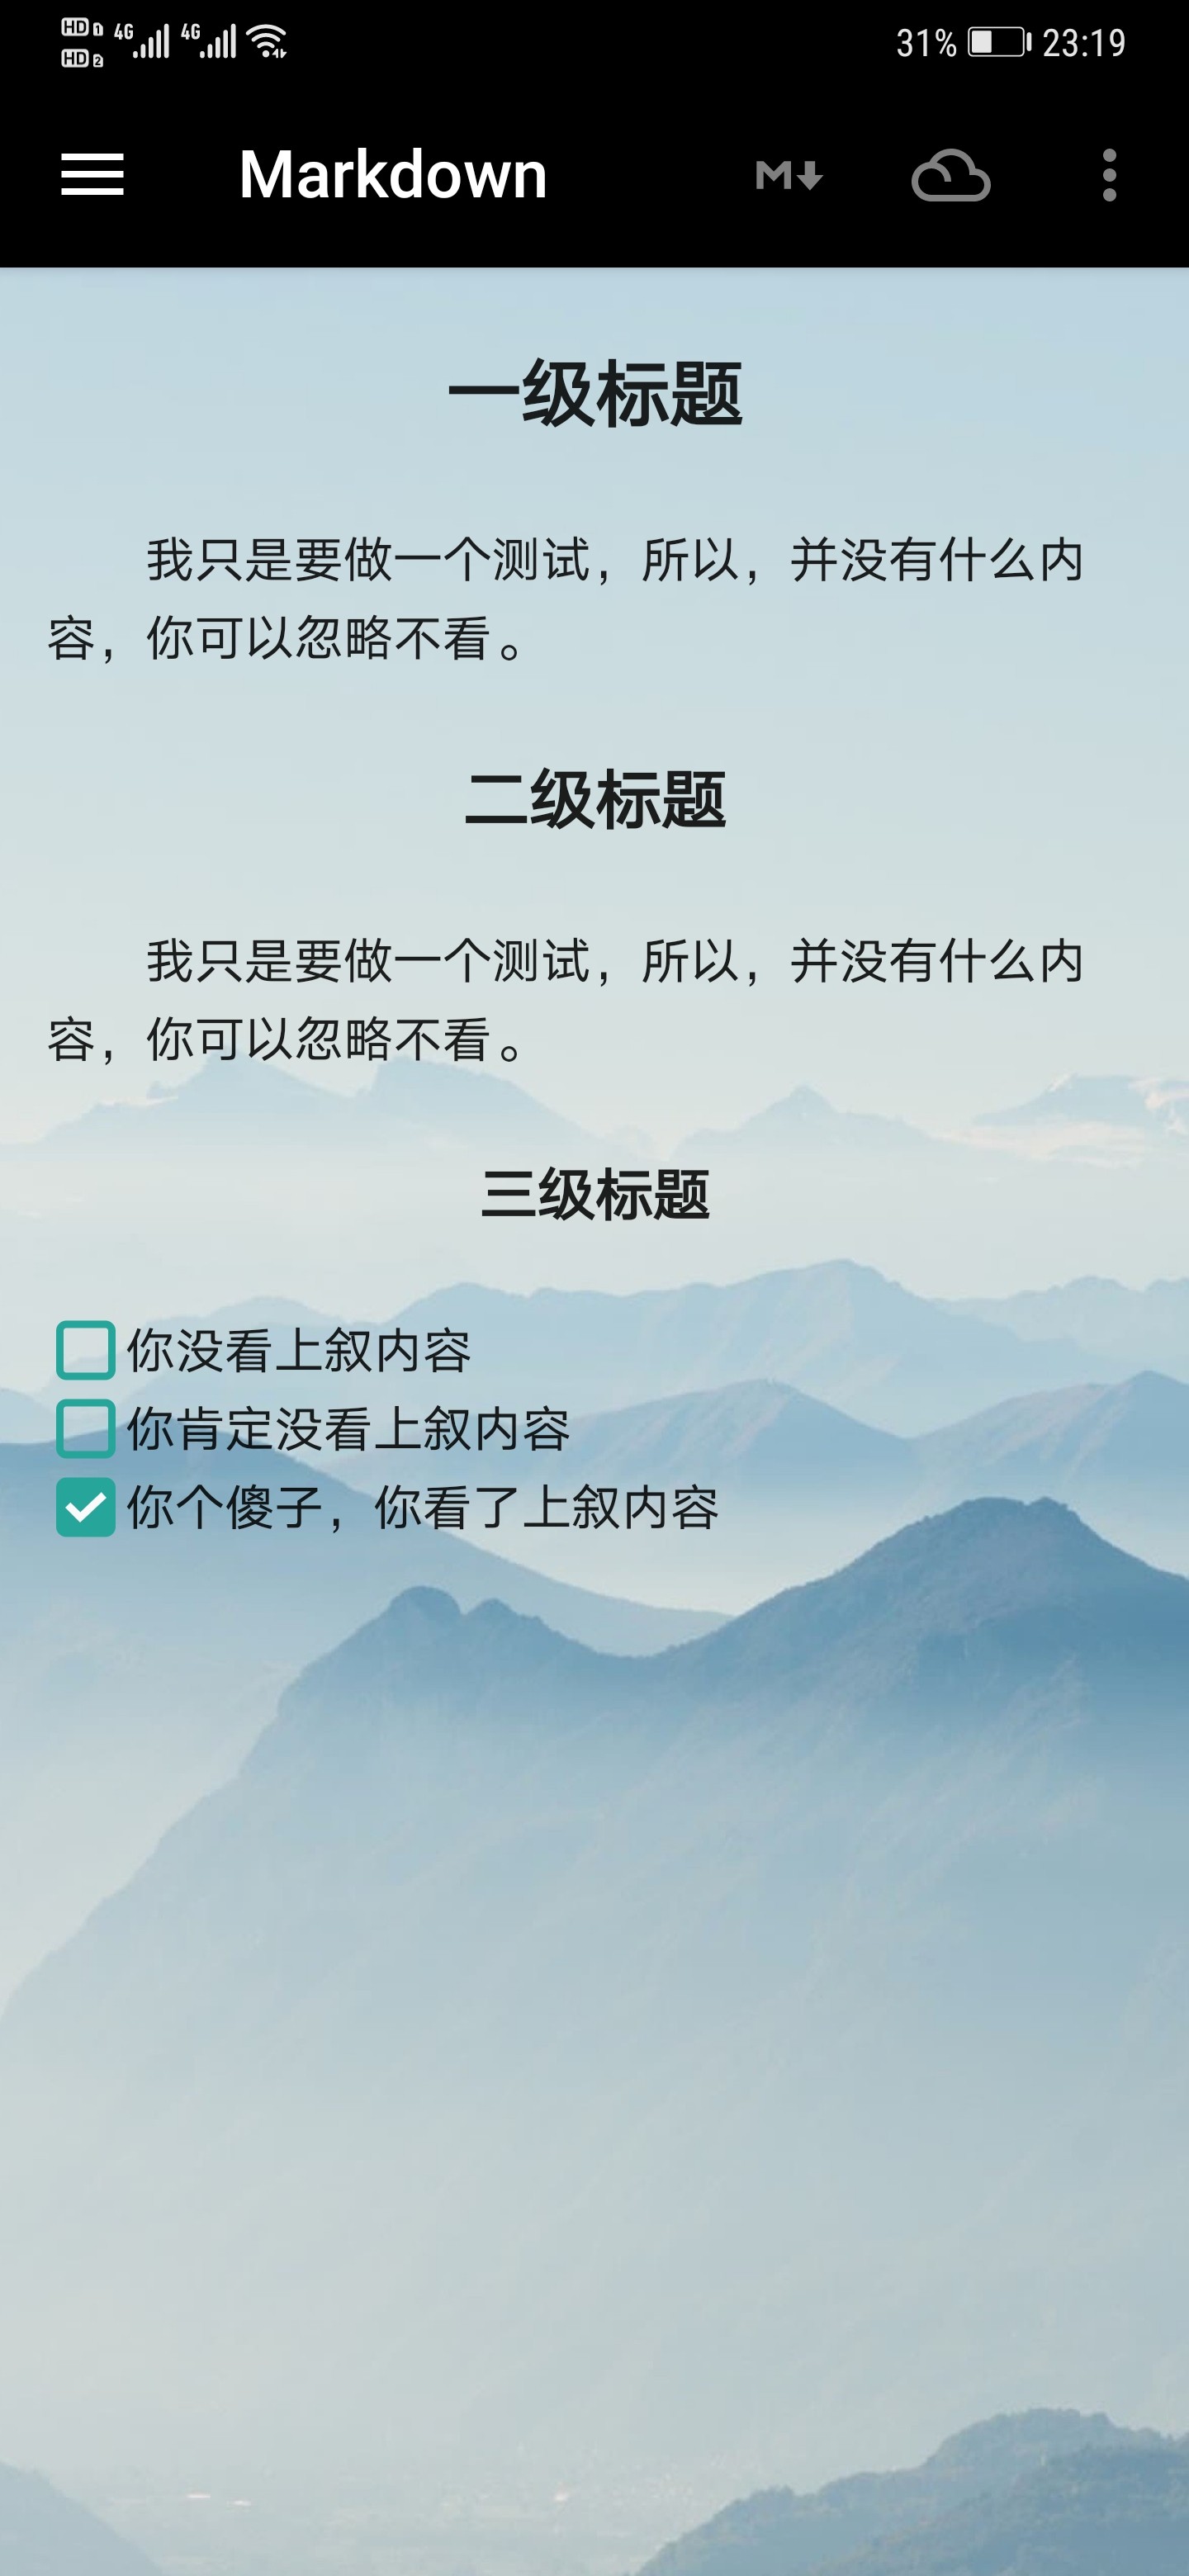 HD 1 4G 4G 31% 23:19
HD 2
Markdown
一级标题
我只是要做一个测试，所以，并没有什么内
容，你可以忽略不看。
二级标题
我只是要做一个测试，所以，并没有什么内
容，你可以忽略不看。
三级标题
你没看上叙内容
你肯定没看上叙内容
你个傻子，你看了上叙内容